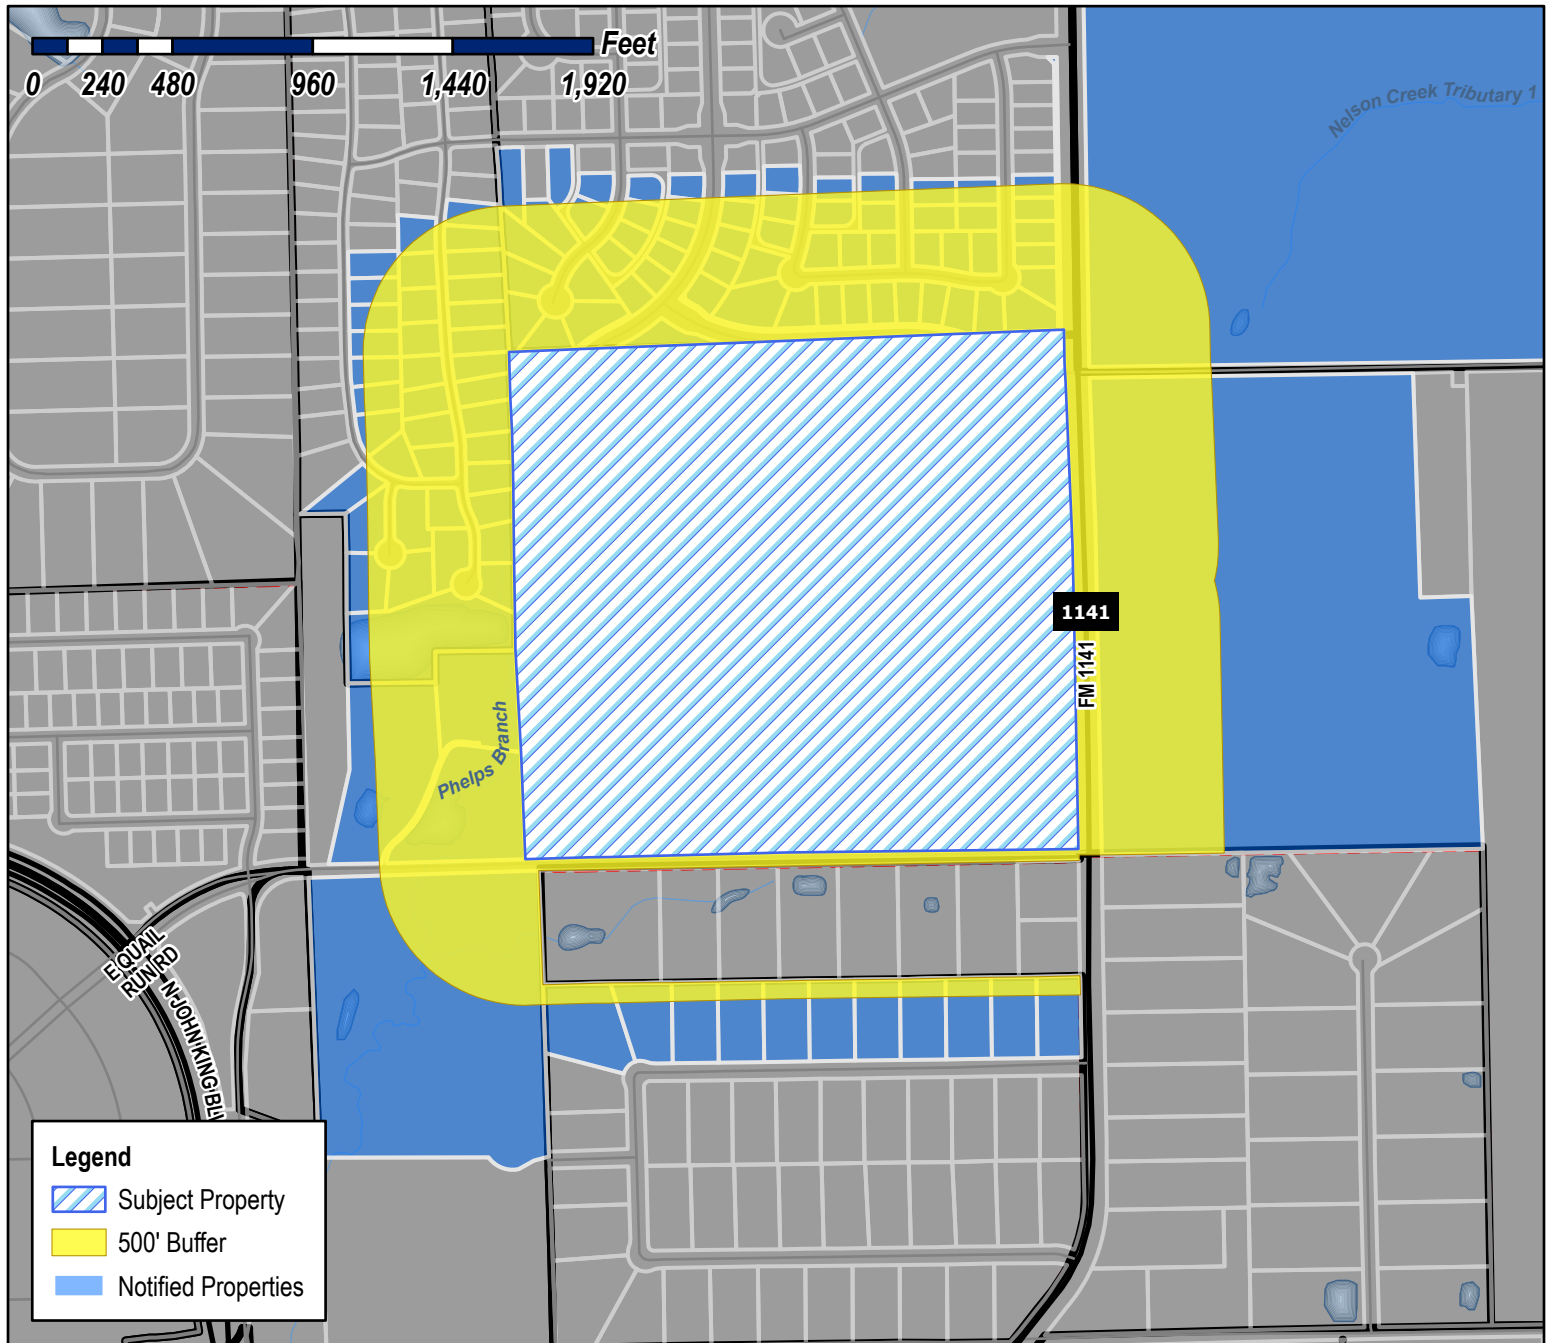 Feet
0 240 480 960 1,440 1,920
Nelson Creek Tributary 1
1141
FM 1141
Phelps Branch
E QUAIL
RUN RD
N JOHN KING BL
Legend
Subject Property
500' Buffer
Notified Properties